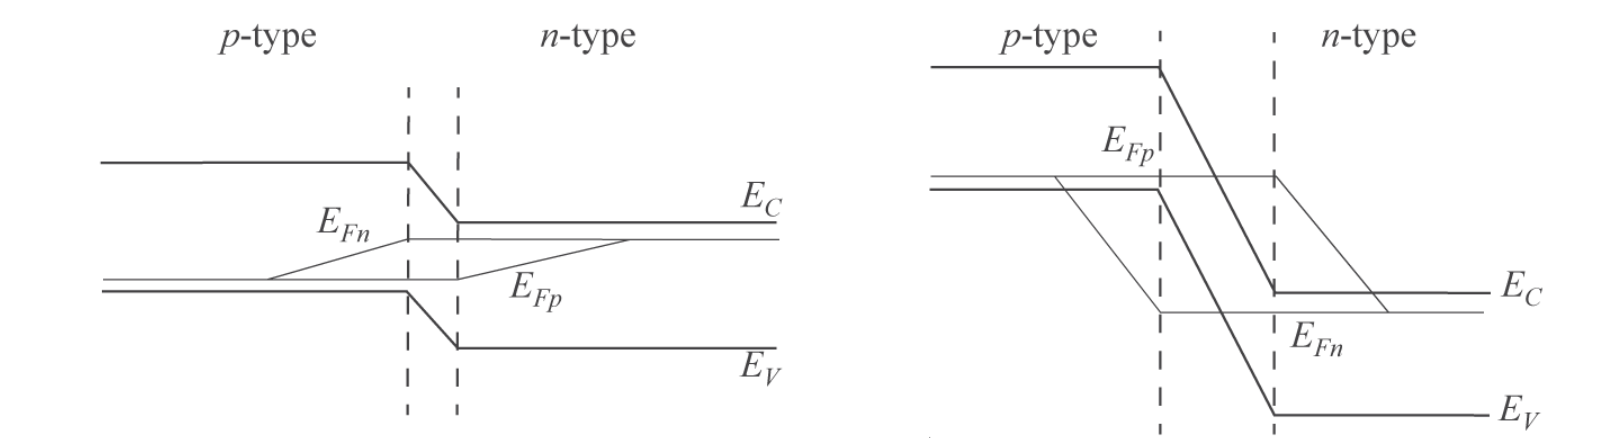 p-type
n-type
E_C
E_Fn
E_Fp
E_V
p-type
n-type
E_Fp
E_C
E_Fn
E_V